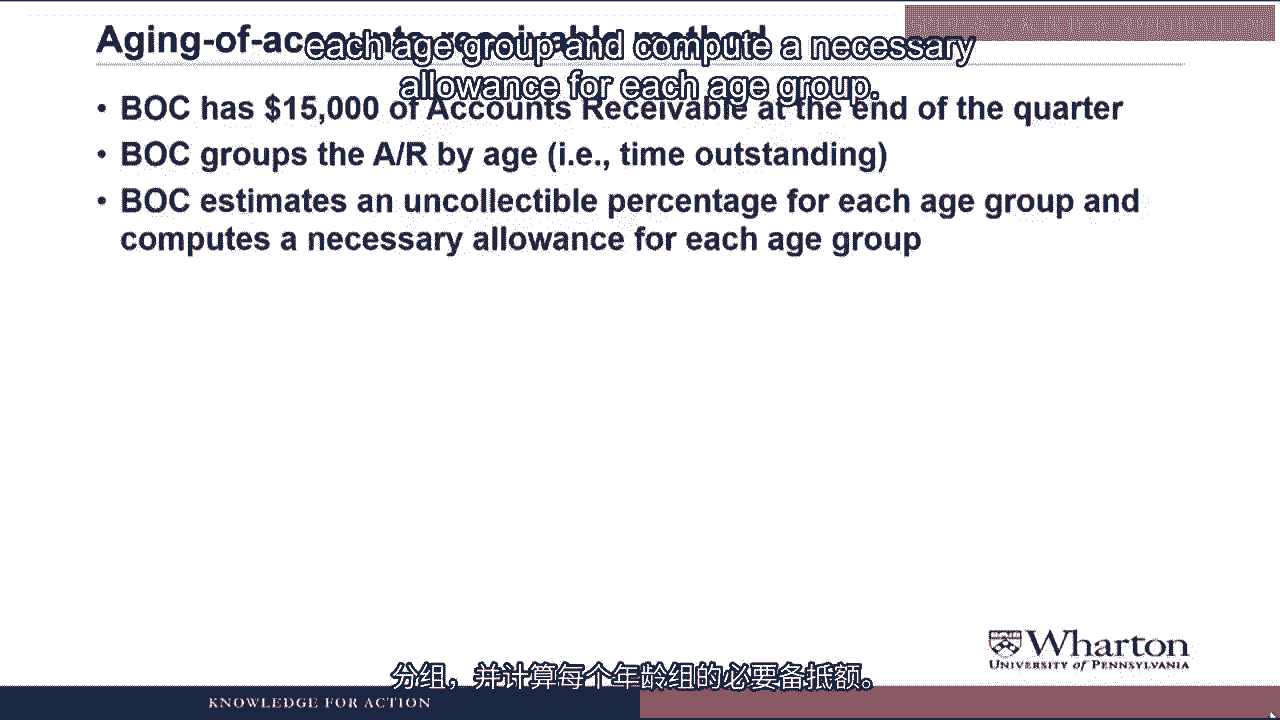 Aging-of-accounts receivable method
each age group and compute a necessary
allowance for each age group.
• BOC has $15,000 of Accounts Receivable at the end of the quarter
• BOC groups the A/R by age (i.e., time outstanding)
• BOC estimates an uncollectible percentage for each age group and
computes a necessary allowance for each age group
Wharton
UNIVERSITY of PENNSYLVANIA
分组，并计算每个年龄组的必要备抵额。
KNOWLEDGE FOR ACTION